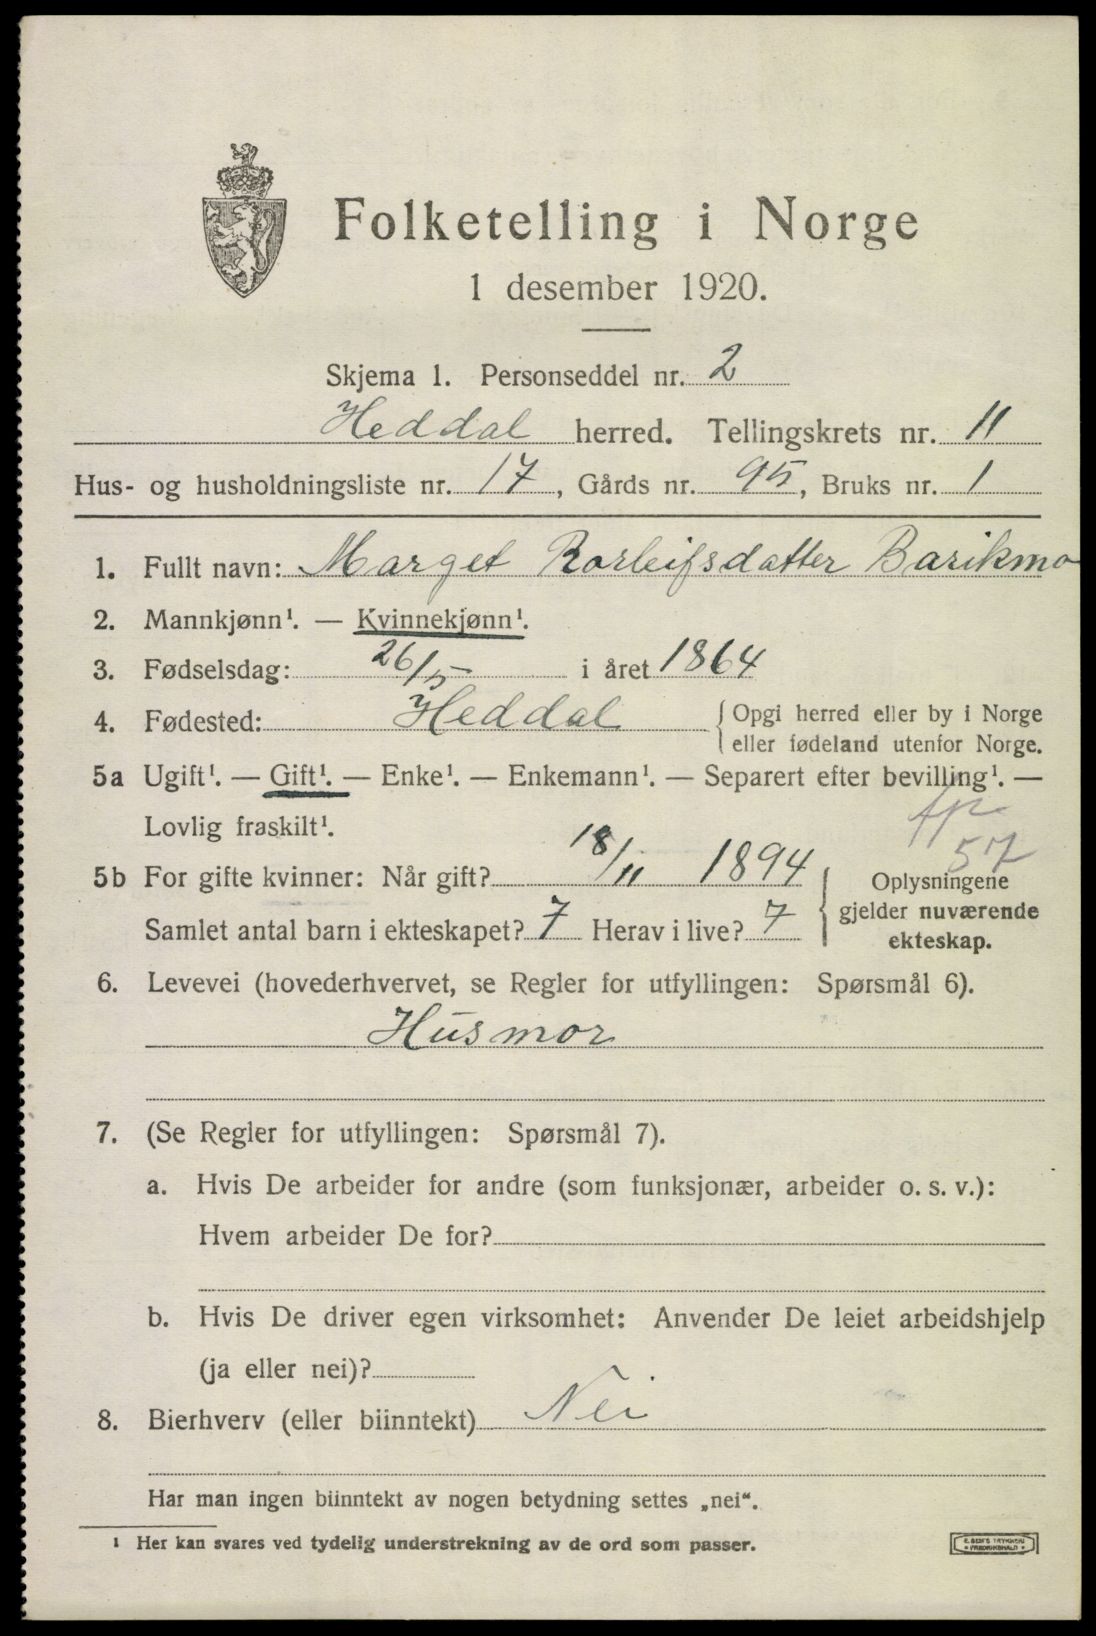 Folketelling i Norge
1 desember 1920.
Skjema 1. Personseddel nr. 2
Heddal herred. Tellingskrets nr. 11
Hus- og husholdningsliste nr. 17, Gårds nr. 95, Bruks nr. 1
1. Fullt navn: Marget Rorleifsdatter Barikmo
2. Mannkjønn¹. — Kvinnekjønn¹.
3. Fødselsdag: 26/5 i året 1864
4. Fødested: Heddal { Opgi herred eller by i Norge
eller fødeland utenfor Norge.
5a Ugift¹. — Gift¹. — Enke¹. — Enkemann¹. — Separert efter bevilling¹. —
Lovlig fraskilt¹.
57
5b For gifte kvinner: Når gift? 18/11 1894 { Oplysningene
gjelder nuværende
ekteskap.
Samlet antal barn i ekteskapet? 7 Herav i live? 7
6. Levevei (hovederhvervet, se Regler for utfyllingen: Spørsmål 6).
Husmor
7. (Se Regler for utfyllingen: Spørsmål 7).
a. Hvis De arbeider for andre (som funksjonær, arbeider o. s. v.):
Hvem arbeider De for?
b. Hvis De driver egen virksomhet: Anvender De leiet arbeidshjelp
(ja eller nei)?
8. Bierhverv (eller biinntekt) Nei
Har man ingen biinntekt av nogen betydning settes „nei“.
¹ Her kan svares ved tydelig understrekning av de ord som passer.